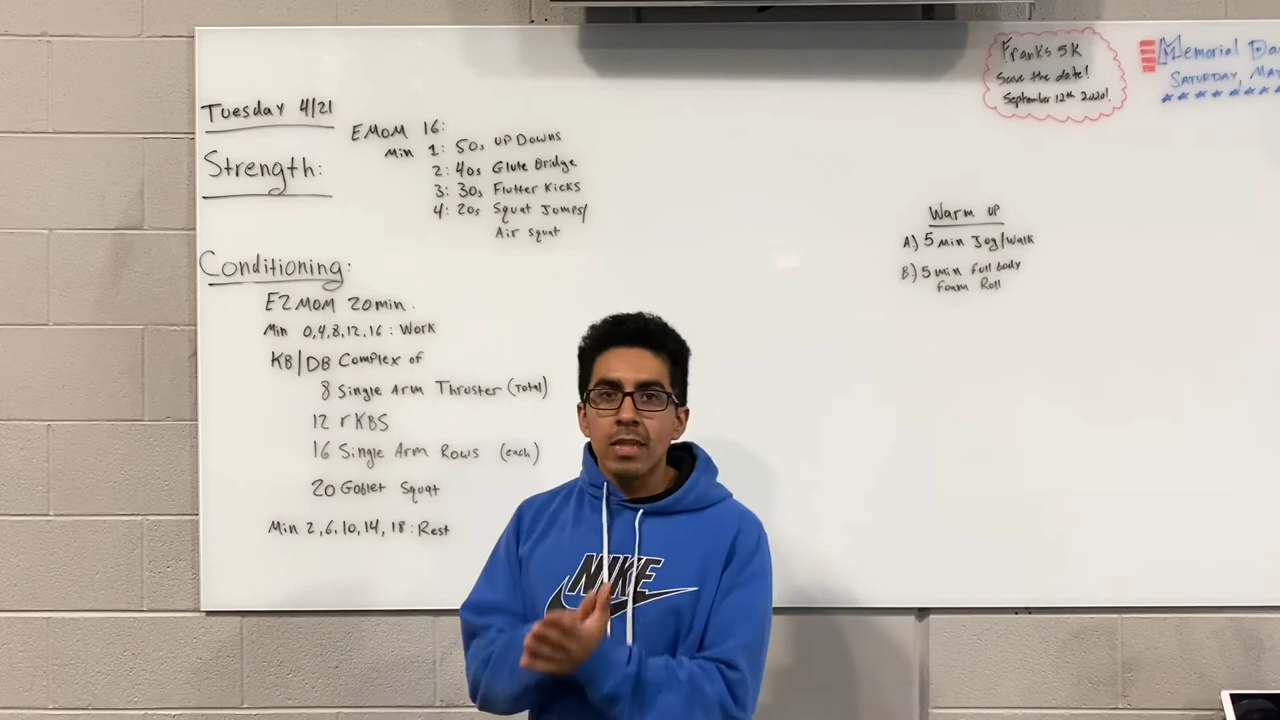 Tuesday 4/21
Strength:
EMOM 16:
Min 1: 50s UP Downs
2: 40s Glute Bridge
3: 30s Flutter Kicks
4: 20s Squat Jumps/
Air squat
Conditioning:
E2MOM 20min.
Min 0,4,8,12,16: Work
KB/DB Complex of
8 Single Arm Thruster (Total)
12 rKBS
16 Single Arm Rows (each)
20 Goblet Squat
Min 2,6,10,14,18: Rest
Warm up
A.) 5 Min Jog/Walk
B.) 5 min full body
foam Roll
Frank's 5K
Save the date!
September 12th 2020!
Memorial
Saturday, May
NIKE